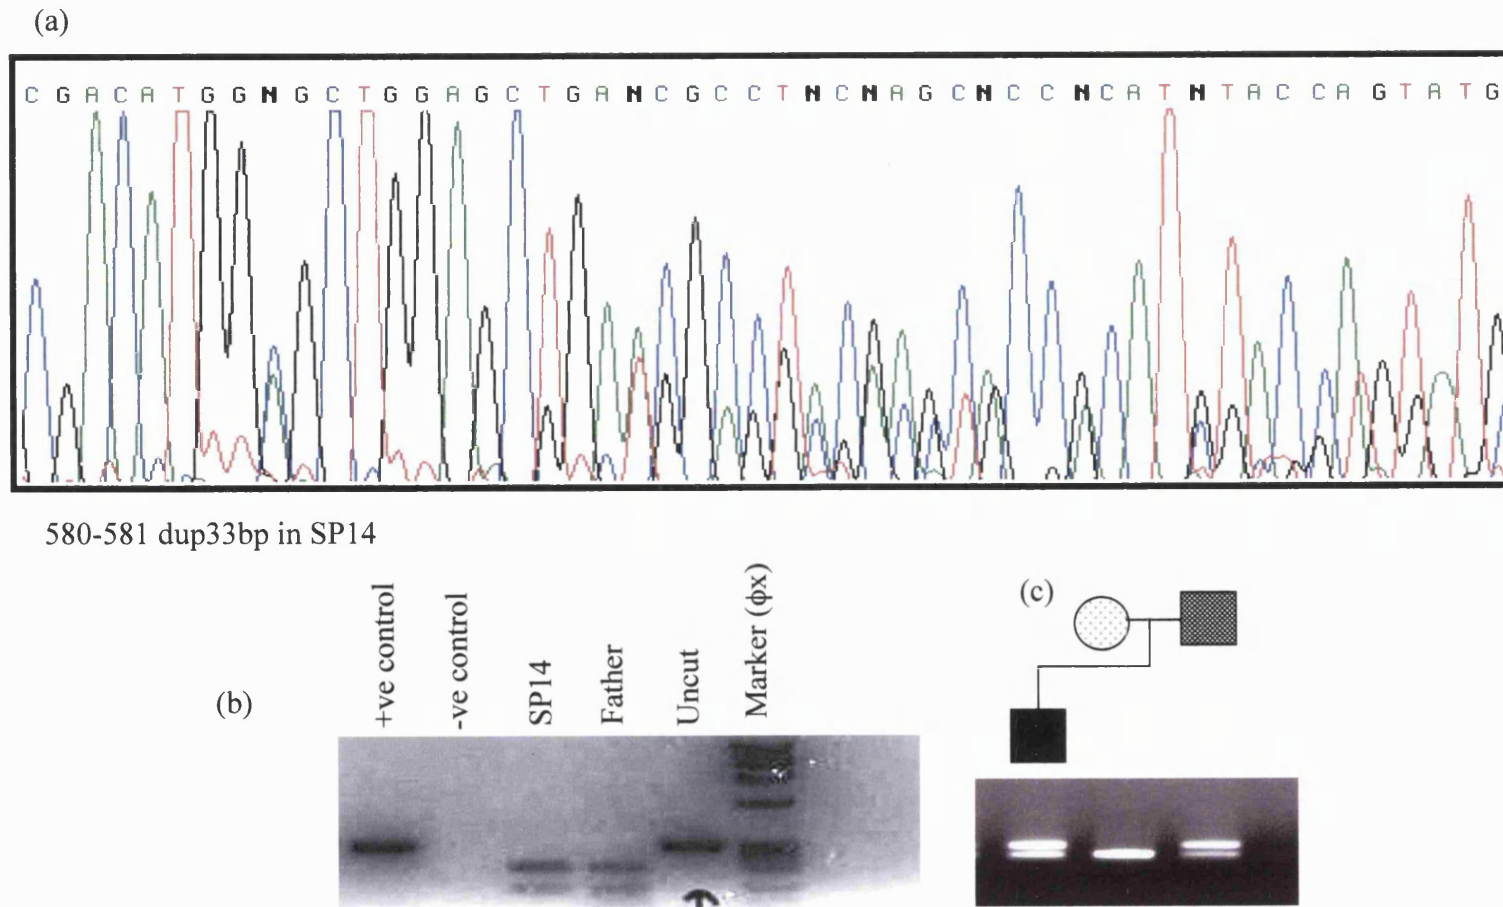 (a)
C G A C A T G G N G C T G G A G C T G A N C G C C T N C N A G C N C C N C A T N T A C C A G T A T G
580-581 dup33bp in SP14
(b)
+ve control
-ve control
SP14
Father
Uncut
Marker (ϕx)
(c)